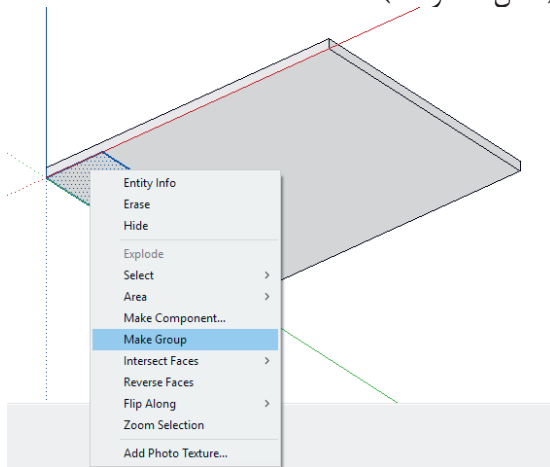 Entity Info
Erase
Hide
Explode
Select
Area
Make Component...
Make Group
Intersect Faces
Reverse Faces
Flip Along
Zoom Selection
Add Photo Texture...